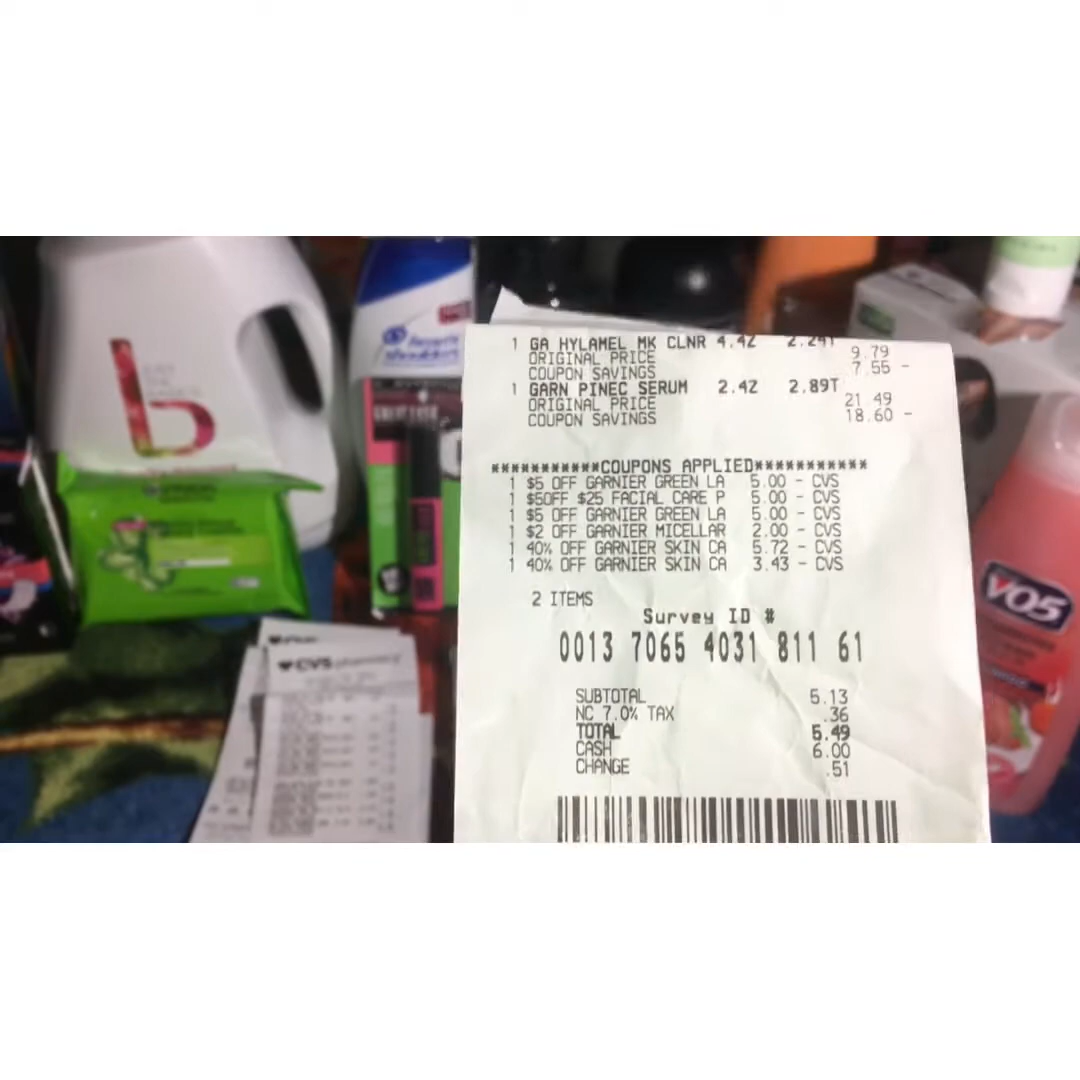 1 GA HYLAMEL MK CLNR 4.4Z 2.24T
ORIGINAL PRICE 9.79
COUPON SAVINGS 7.55 -
1 GARN PINEC SERUM 2.4Z 2.89T
ORIGINAL PRICE 21 49
COUPON SAVINGS 18.60 -
***********COUPONS APPLIED***********
1 $5 OFF GARNIER GREEN LA 5.00 - CVS
1 $5OFF $25 FACIAL CARE P 5.00 - CVS
1 $5 OFF GARNIER GREEN LA 5.00 - CVS
1 $2 OFF GARNIER MICELLAR 2.00 - CVS
1 40% OFF GARNIER SKIN CA 5.72 - CVS
1 40% OFF GARNIER SKIN CA 3.43 - CVS
2 ITEMS
Survey ID #
0013 7065 4031 811 61
SUBTOTAL 5.13
NC 7.0% TAX .36
TOTAL 5.49
CASH 6.00
CHANGE .51
b
head & shoulders
CVS pharmacy
VO5